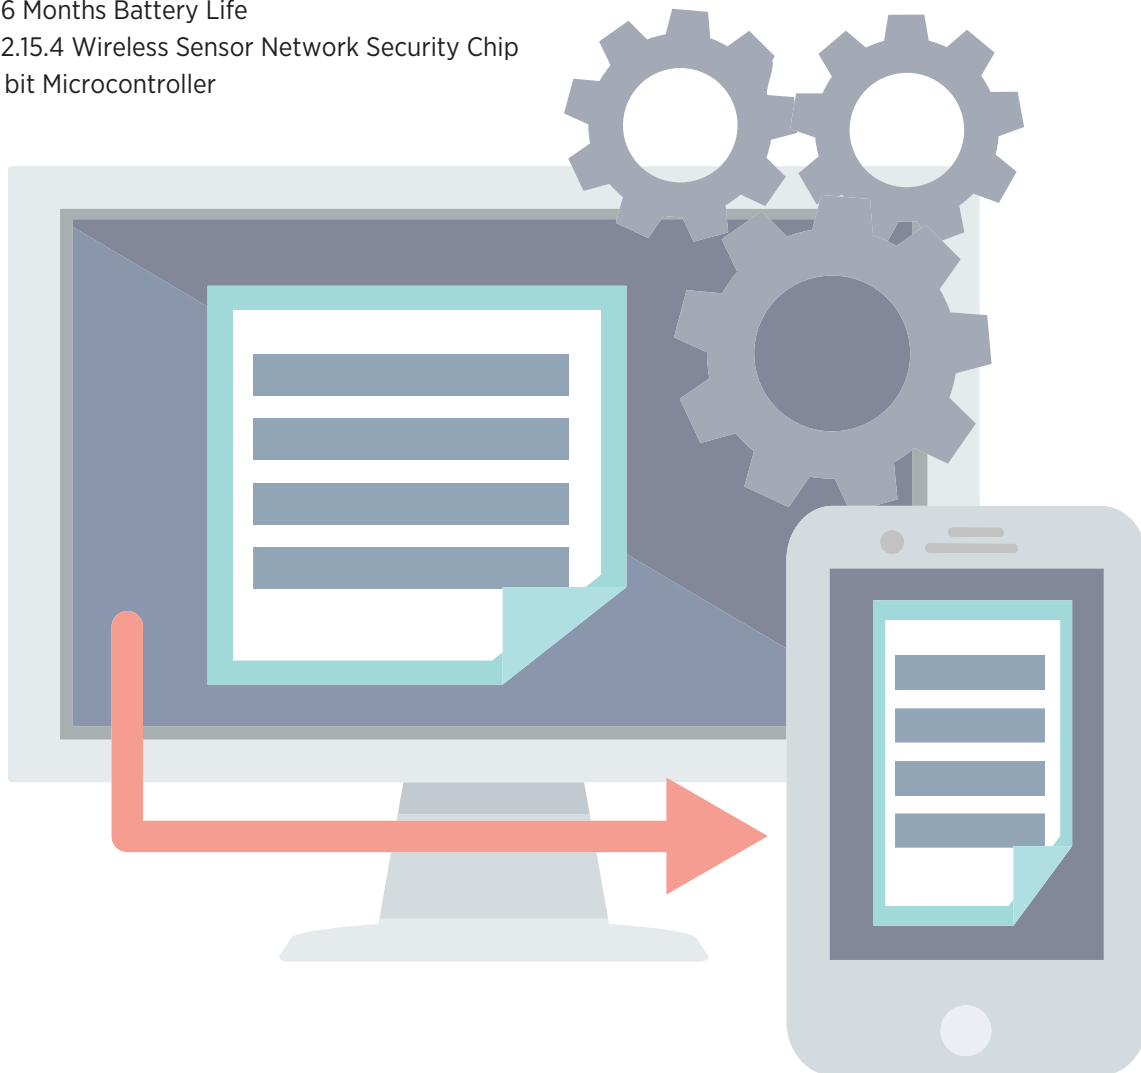 6 Months Battery Life
2.15.4 Wireless Sensor Network Security Chip
bit Microcontroller